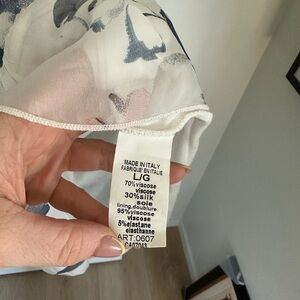 MADE IN ITALY
FABRIQUE EN ITALIE
L/G
70%viscose
viscose
30%silk
soie
lining,doublure
95%viscose
viscose
5%elastane
elasthanne
ART:0607